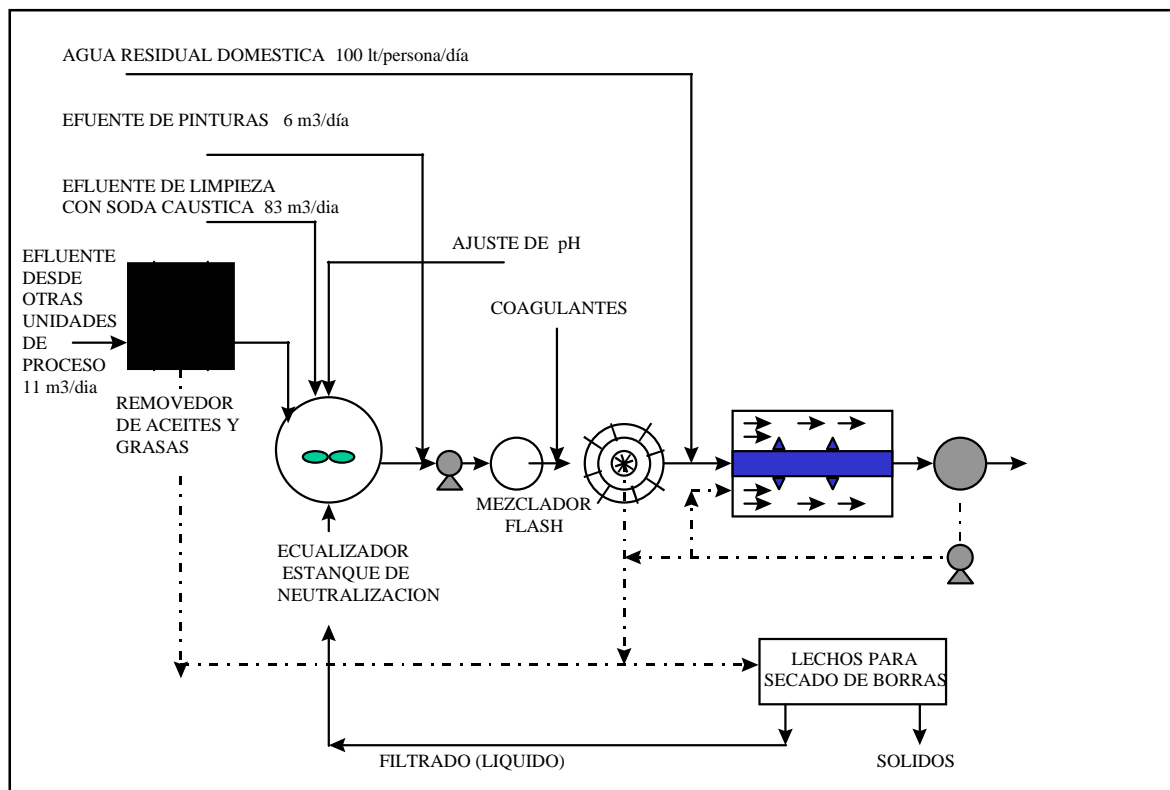 AGUA RESIDUAL DOMESTICA 100 lt/persona/día
EFUENTE DE PINTURAS 6 m3/día
EFLUENTE DE LIMPIEZA
CON SODA CAUSTICA 83 m3/dia
AJUSTE DE pH
EFLUENTE
DESDE
OTRAS
UNIDADES
DE
PROCESO
11 m3/dia
COAGULANTES
REMOVEDOR
DE ACEITES Y
GRASAS
MEZCLADOR
FLASH
ECUALIZADOR
ESTANQUE DE
NEUTRALIZACION
LECHOS PARA
SECADO DE BORRAS
FILTRADO (LIQUIDO)
SOLIDOS